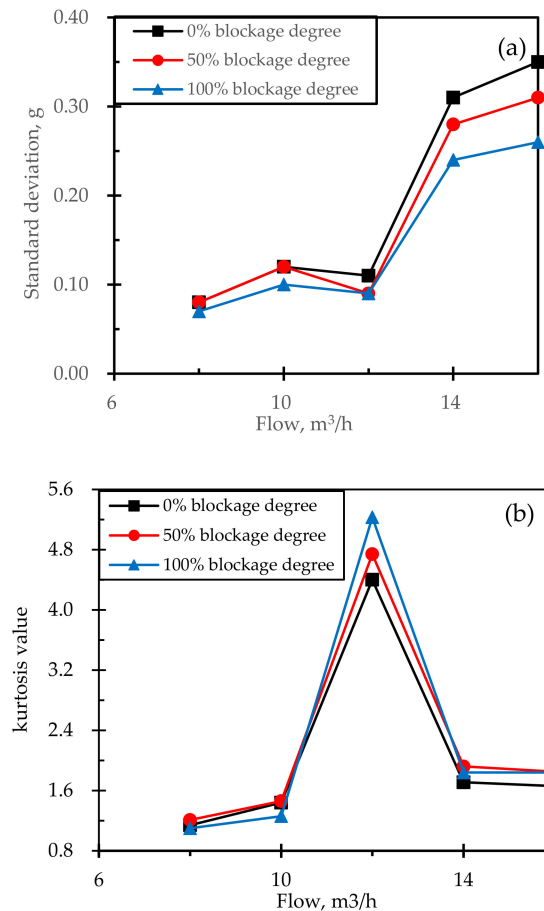 0.40
(a)
0% blockage degree
50% blockage degree
100% blockage degree
0.30
0.20
0.10
0.00
Standard deviation, g
6
10
14
Flow, m³/h
5.6
(b)
0% blockage degree
50% blockage degree
100% blockage degree
4.8
4.0
3.2
2.4
1.6
0.8
kurtosis value
6
10
14
Flow, m3/h